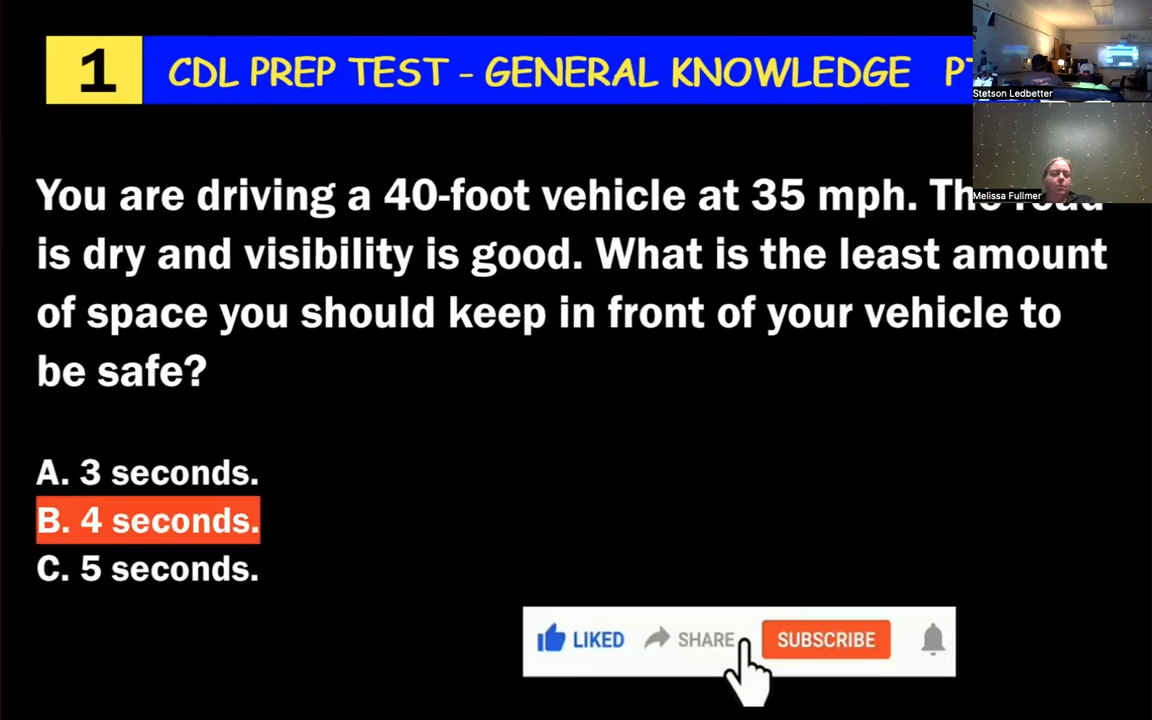 1
CDL PREP TEST - GENERAL KNOWLEDGE
Stetson Ledbetter
Melissa Fullmer
You are driving a 40-foot vehicle at 35 mph. The road
is dry and visibility is good. What is the least amount
of space you should keep in front of your vehicle to
be safe?
A. 3 seconds.
B. 4 seconds.
C. 5 seconds.
LIKED SHARE SUBSCRIBE